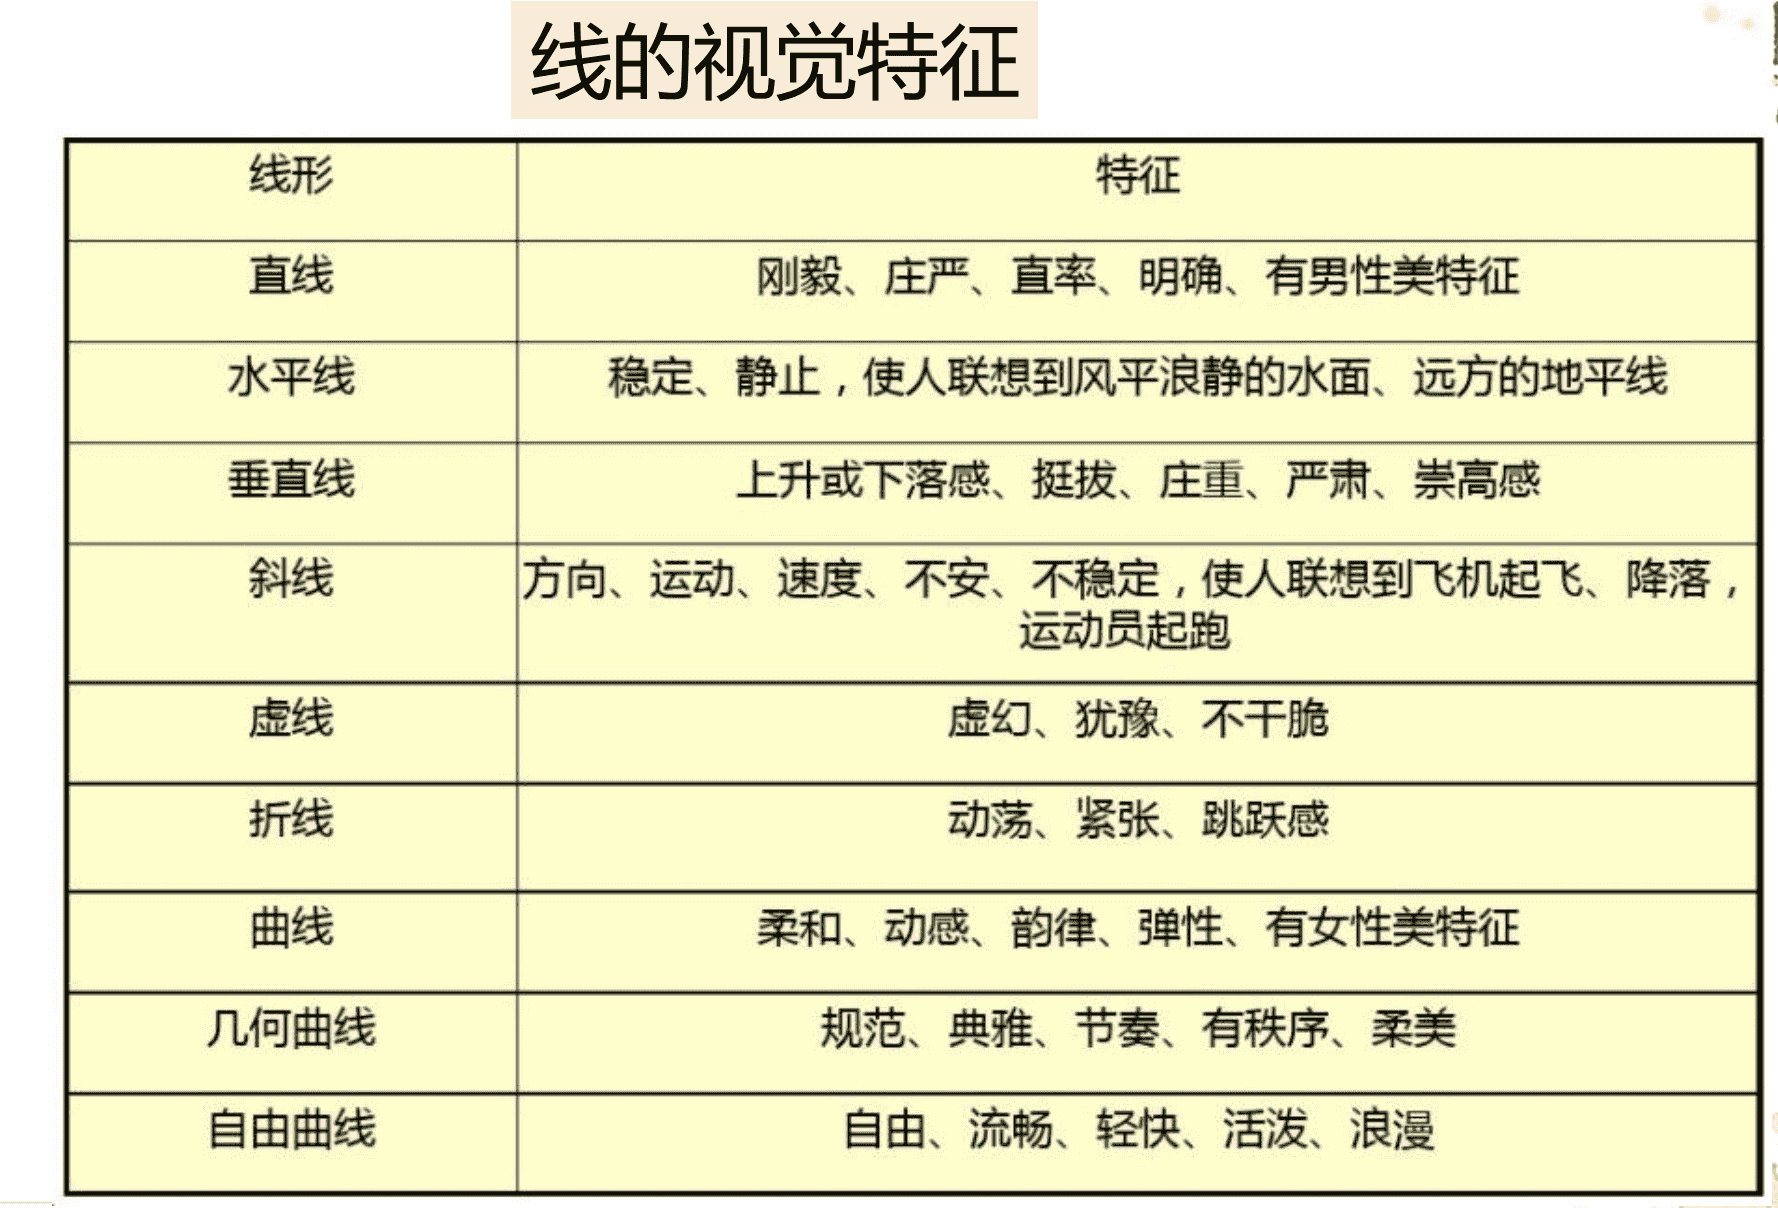 线的视觉特征
线形 特征
直线 刚毅、庄严、直率、明确、有男性美特征
水平线 稳定、静止，使人联想到风平浪静的水面、远方的地平线
垂直线 上升或下落感、挺拔、庄重、严肃、崇高感
斜线 方向、运动、速度、不安、不稳定，使人联想到飞机起飞、降落，
运动员起跑
虚线 虚幻、犹豫、不干脆
折线 动荡、紧张、跳跃感
曲线 柔和、动感、韵律、弹性、有女性美特征
几何曲线 规范、典雅、节奏、有秩序、柔美
自由曲线 自由、流畅、轻快、活泼、浪漫